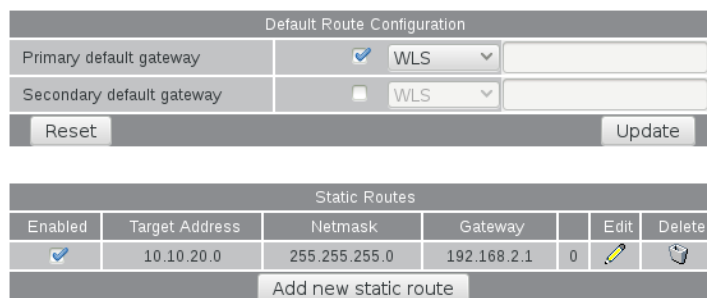 Default Route Configuration
Primary default gateway WLS
Secondary default gateway WLS
Reset Update
Static Routes
Enabled Target Address Netmask Gateway Edit Delete
10.10.20.0 255.255.255.0 192.168.2.1 0
Add new static route